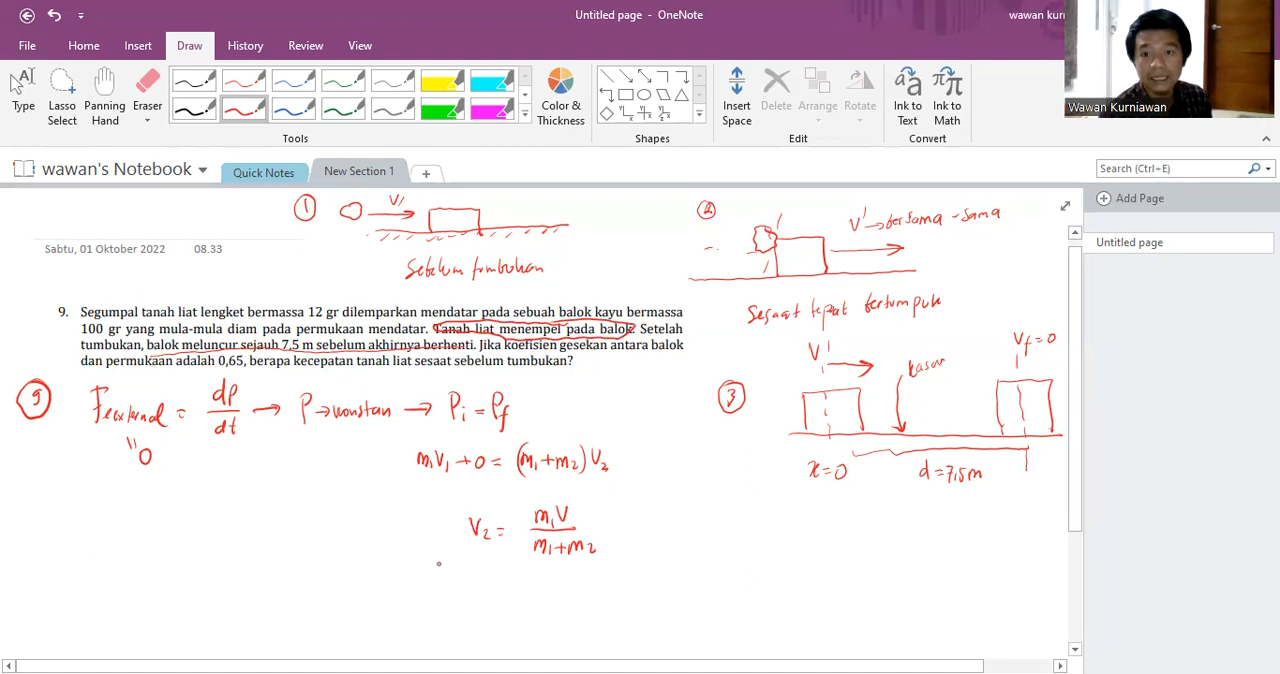 Untitled page - OneNote
wawan kurn
File Home Insert Draw History Review View
Type
Lasso Select
Panning Hand
Eraser
Color & Thickness
Insert Space
Delete
Arrange
Rotate
Ink to Text
Ink to Math
Tools
Shapes
Edit
Convert
Wawan Kurniawan
wawan's Notebook
Quick Notes
New Section 1
Search (Ctrl+E)
Add Page
Untitled page
Sabtu, 01 Oktober 2022 08.33
1
V1
Sebelum tumbukan
2
V' → bersama-sama
Sesaat tepat bertumpuk
9. Segumpal tanah liat lengket bermassa 12 gr dilemparkan mendatar pada sebuah balok kayu bermassa
100 gr yang mula-mula diam pada permukaan mendatar. Tanah liat menempel pada balok. Setelah
tumbukan, balok meluncur sejauh 7,5 m sebelum akhirnya berhenti. Jika koefisien gesekan antara balok
dan permukaan adalah 0,65, berapa kecepatan tanah liat sesaat sebelum tumbukan?
9
Fexternal = dp/dt → P → konstan → Pi = Pf
" 0
m1V1 + 0 = (m1 + m2) V2
V2 = m1V / m1 + m2
3
V'
kasar
Vf = 0
x = 0
d = 7,5 m